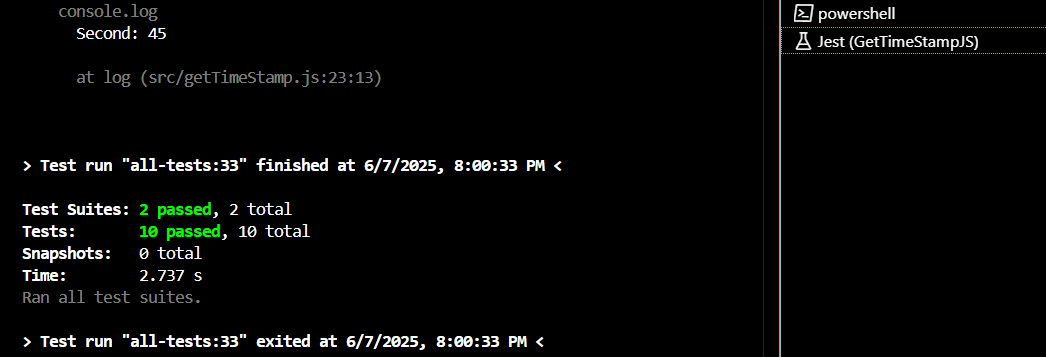 console.log
Second: 45
at log (src/getTimeStamp.js:23:13)
> Test run "all-tests:33" finished at 6/7/2025, 8:00:33 PM <
Test Suites: 2 passed, 2 total
Tests: 10 passed, 10 total
Snapshots: 0 total
Time: 2.737 s
Ran all test suites.
> Test run "all-tests:33" exited at 6/7/2025, 8:00:33 PM <
powershell
Jest (GetTimeStampJS)